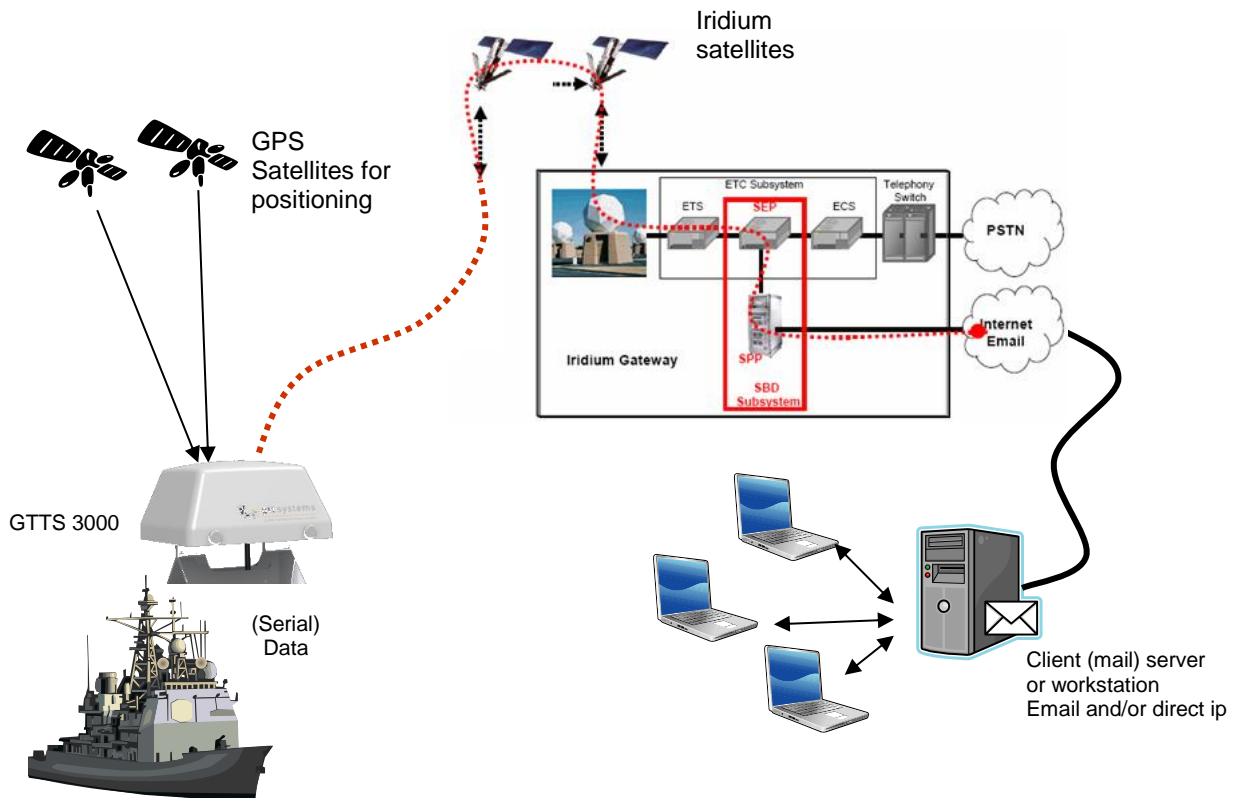 Iridium
satellites
GPS
Satellites for
positioning
ETC Subsystem
Telephony
Switch
ETS
SEP
ECS
PSTN
Internet
Email
Iridium Gateway
SPP
SBD
Subsystem
GTTS 3000
systems
(Serial)
Data
Client (mail) server
or workstation
Email and/or direct ip